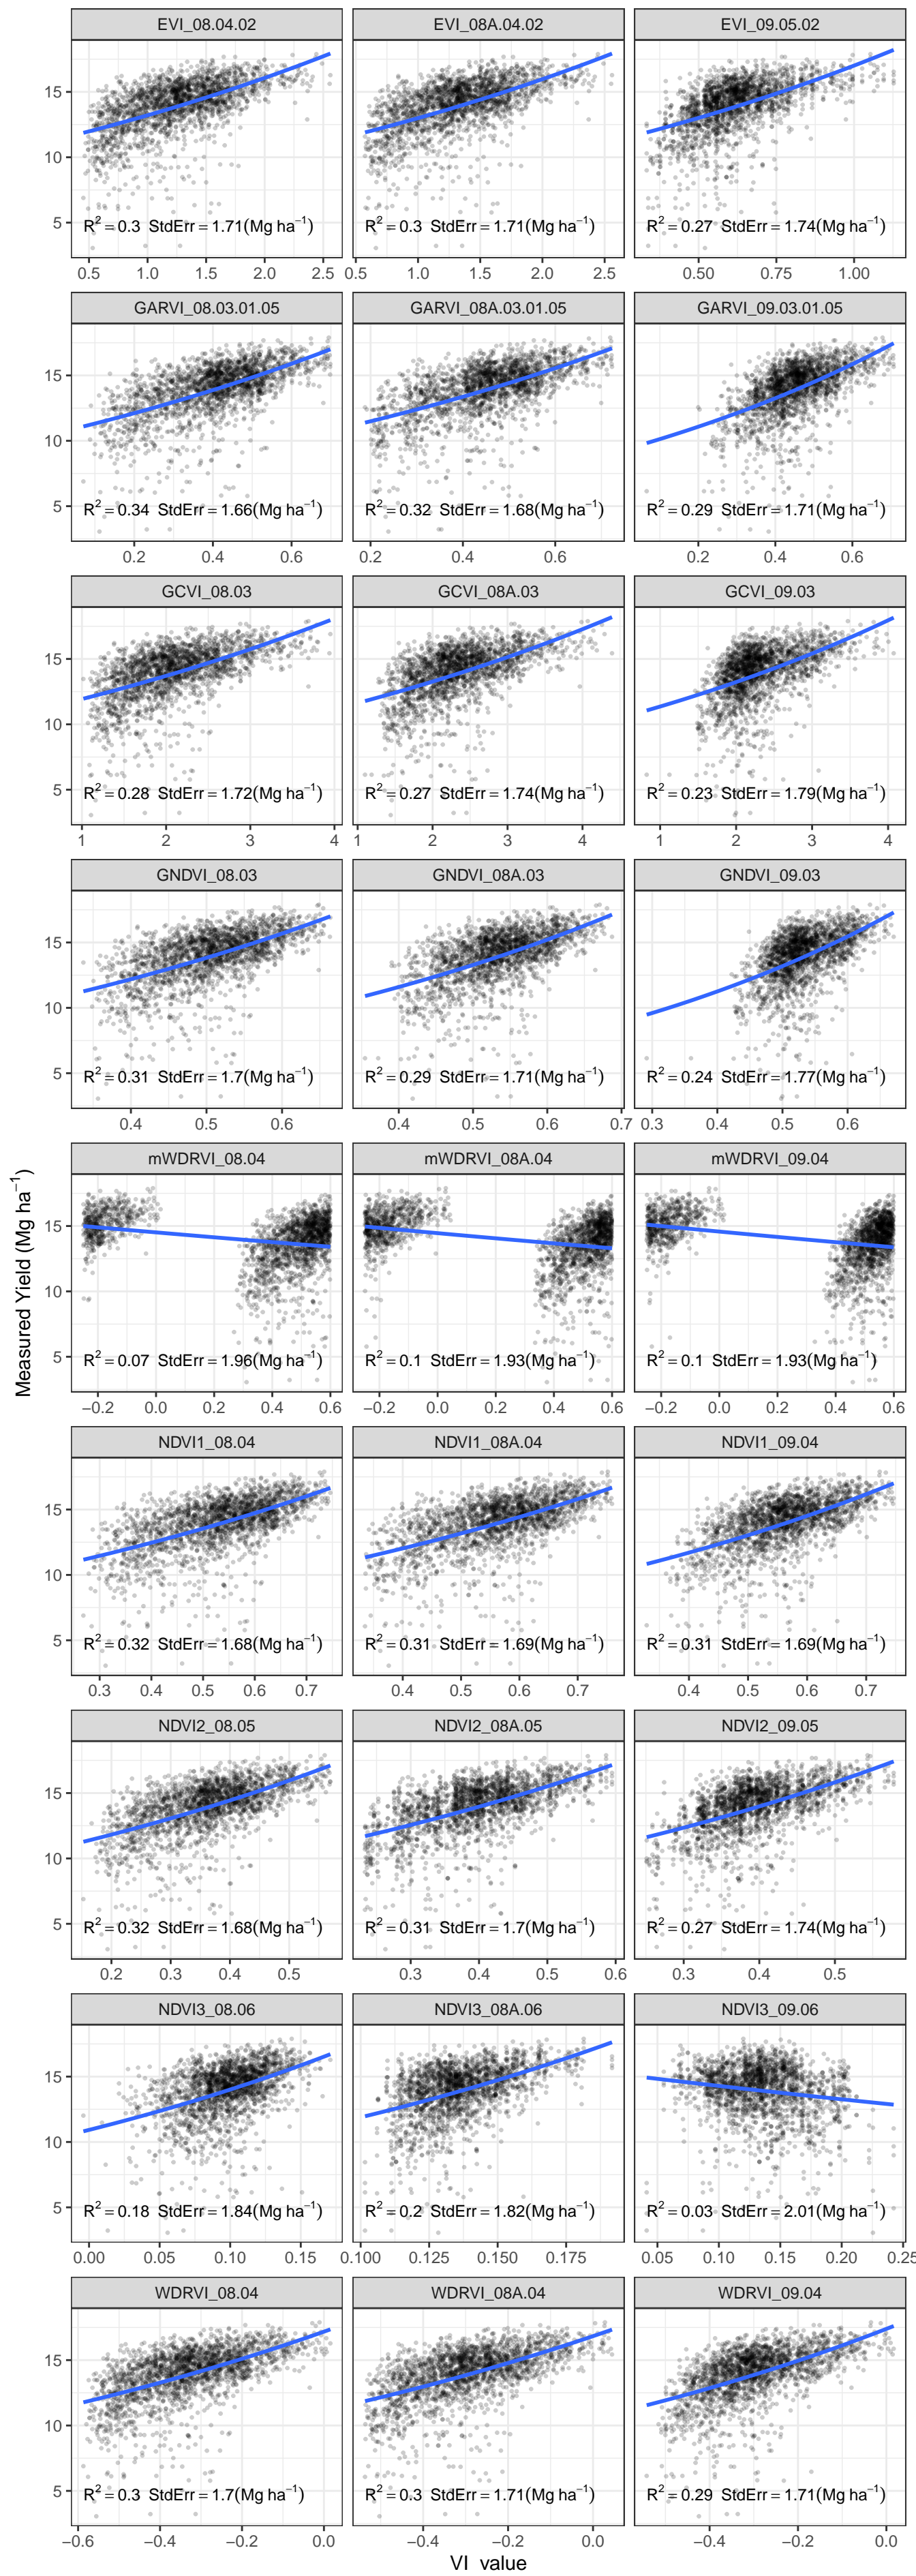 EVI_08.04.02 EVI_08A.04.02 EVI_09.05.02
15
10
5
R² = 0.3 StdErr = 1.71(Mg ha⁻¹) R² = 0.3 StdErr = 1.71(Mg ha⁻¹) R² = 0.27 StdErr = 1.74(Mg ha⁻¹)
0.5 1.0 1.5 2.0 2.5 0.5 1.0 1.5 2.0 2.5 0.50 0.75 1.00
GARVI_08.03.01.05 GARVI_08A.03.01.05 GARVI_09.03.01.05
15
10
5
R² = 0.34 StdErr = 1.66(Mg ha⁻¹) R² = 0.32 StdErr = 1.68(Mg ha⁻¹) R² = 0.29 StdErr = 1.71(Mg ha⁻¹)
0.2 0.4 0.6 0.2 0.4 0.6 0.2 0.4 0.6
GCVI_08.03 GCVI_08A.03 GCVI_09.03
15
10
5
R² = 0.28 StdErr = 1.72(Mg ha⁻¹) R² = 0.27 StdErr = 1.74(Mg ha⁻¹) R² = 0.23 StdErr = 1.79(Mg ha⁻¹)
1 2 3 4 1 2 3 4 1 2 3 4
GNDVI_08.03 GNDVI_08A.03 GNDVI_09.03
15
10
5
R² = 0.31 StdErr = 1.7(Mg ha⁻¹) R² = 0.29 StdErr = 1.71(Mg ha⁻¹) R² = 0.24 StdErr = 1.77(Mg ha⁻¹)
0.4 0.5 0.6 0.4 0.5 0.6 0.7 0.3 0.4 0.5 0.6
Measured Yield (Mg ha⁻¹)
mWDRVI_08.04 mWDRVI_08A.04 mWDRVI_09.04
15
10
5
R² = 0.07 StdErr = 1.96(Mg ha⁻¹) R² = 0.1 StdErr = 1.93(Mg ha⁻¹) R² = 0.1 StdErr = 1.93(Mg ha⁻¹)
−0.2 0.0 0.2 0.4 0.6 −0.2 0.0 0.2 0.4 0.6 −0.2 0.0 0.2 0.4 0.6
NDVI1_08.04 NDVI1_08A.04 NDVI1_09.04
15
10
5
R² = 0.32 StdErr = 1.68(Mg ha⁻¹) R² = 0.31 StdErr = 1.69(Mg ha⁻¹) R² = 0.31 StdErr = 1.69(Mg ha⁻¹)
0.3 0.4 0.5 0.6 0.7 0.4 0.5 0.6 0.7 0.4 0.5 0.6 0.7
NDVI2_08.05 NDVI2_08A.05 NDVI2_09.05
15
10
5
R² = 0.32 StdErr = 1.68(Mg ha⁻¹) R² = 0.31 StdErr = 1.7(Mg ha⁻¹) R² = 0.27 StdErr = 1.74(Mg ha⁻¹)
0.2 0.3 0.4 0.5 0.3 0.4 0.5 0.6 0.3 0.4 0.5
NDVI3_08.06 NDVI3_08A.06 NDVI3_09.06
15
10
5
R² = 0.18 StdErr = 1.84(Mg ha⁻¹) R² = 0.2 StdErr = 1.82(Mg ha⁻¹) R² = 0.03 StdErr = 2.01(Mg ha⁻¹)
0.00 0.05 0.10 0.15 0.100 0.125 0.150 0.175 0.05 0.10 0.15 0.20 0.25
WDRVI_08.04 WDRVI_08A.04 WDRVI_09.04
15
10
5
R² = 0.3 StdErr = 1.7(Mg ha⁻¹) R² = 0.3 StdErr = 1.71(Mg ha⁻¹) R² = 0.29 StdErr = 1.71(Mg ha⁻¹)
−0.6 −0.4 −0.2 0.0 −0.4 −0.2 0.0 −0.4 −0.2 0.0
VI value